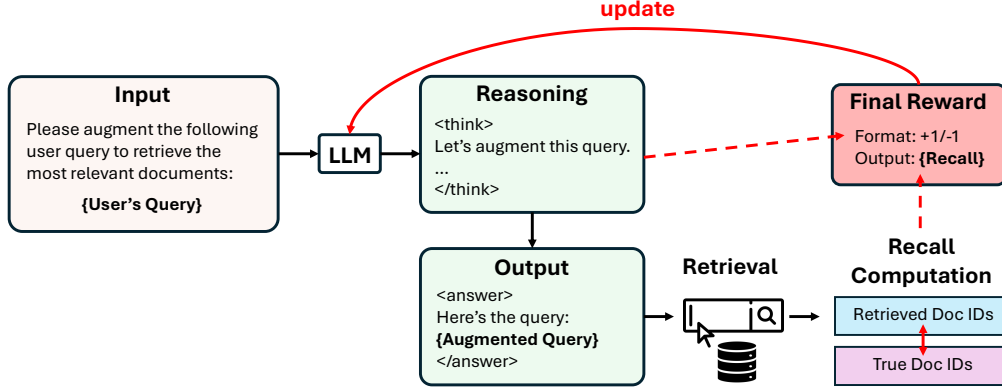 update
Input
Please augment the following
user query to retrieve the
most relevant documents:
{User's Query}
LLM
Reasoning
<think>
Let's augment this query.
...
</think>
Final Reward
Format: +1/-1
Output: {Recall}
Output
<answer>
Here's the query:
{Augmented Query}
</answer>
Retrieval
Recall
Computation
Retrieved Doc IDs
True Doc IDs